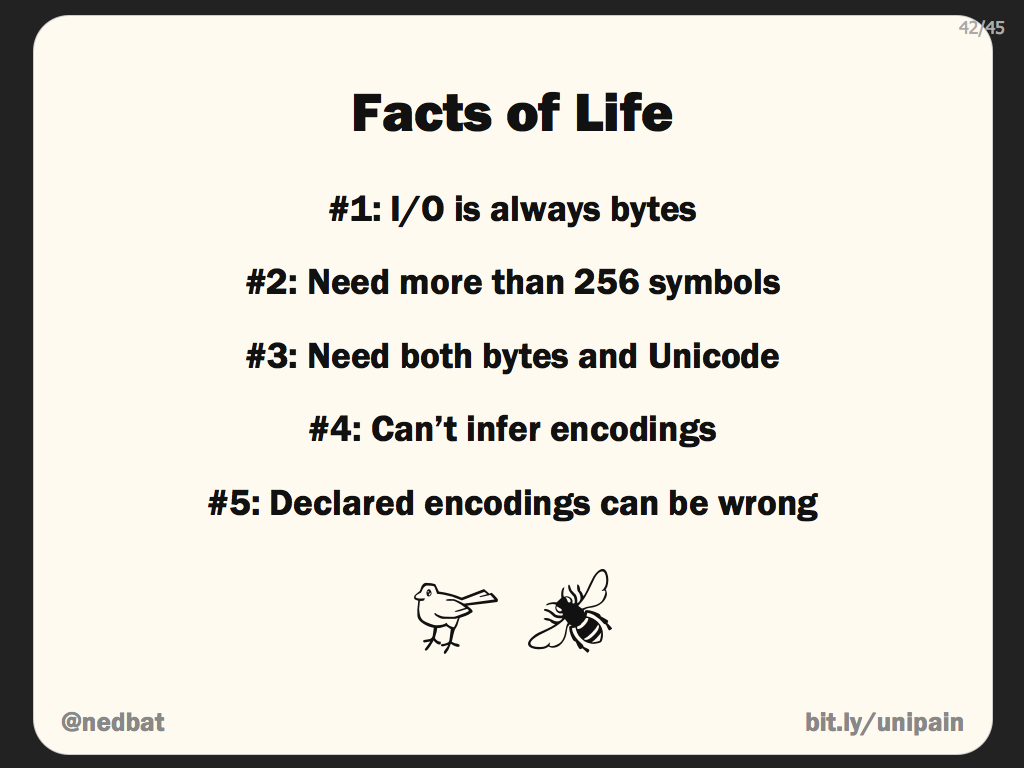 42/45
Facts of Life
#1: I/O is always bytes
#2: Need more than 256 symbols
#3: Need both bytes and Unicode
#4: Can’t infer encodings
#5: Declared encodings can be wrong
@nedbat
bit.ly/unipain